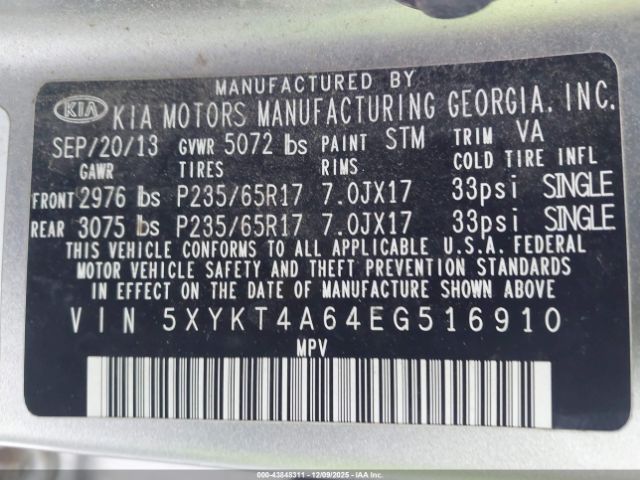 MANUFACTURED BY
KIA KIA MOTORS MANUFACTURING GEORGIA, INC.
SEP/20/13 GVWR 5072 lbs PAINT STM TRIM VA
GAWR TIRES RIMS COLD TIRE INFL
FRONT 2976 lbs P235/65R17 7.0JX17 33psi SINGLE
REAR 3075 lbs P235/65R17 7.0JX17 33psi SINGLE
THIS VEHICLE CONFORMS TO ALL APPLICABLE U.S.A. FEDERAL
MOTOR VEHICLE SAFETY AND THEFT PREVENTION STANDARDS
IN EFFECT ON THE DATE OF MANUFACTURE SHOWN ABOVE.
VIN 5XYKT4A64EG516910
MPV
000-43848311 - 12/09/2025 - COPART